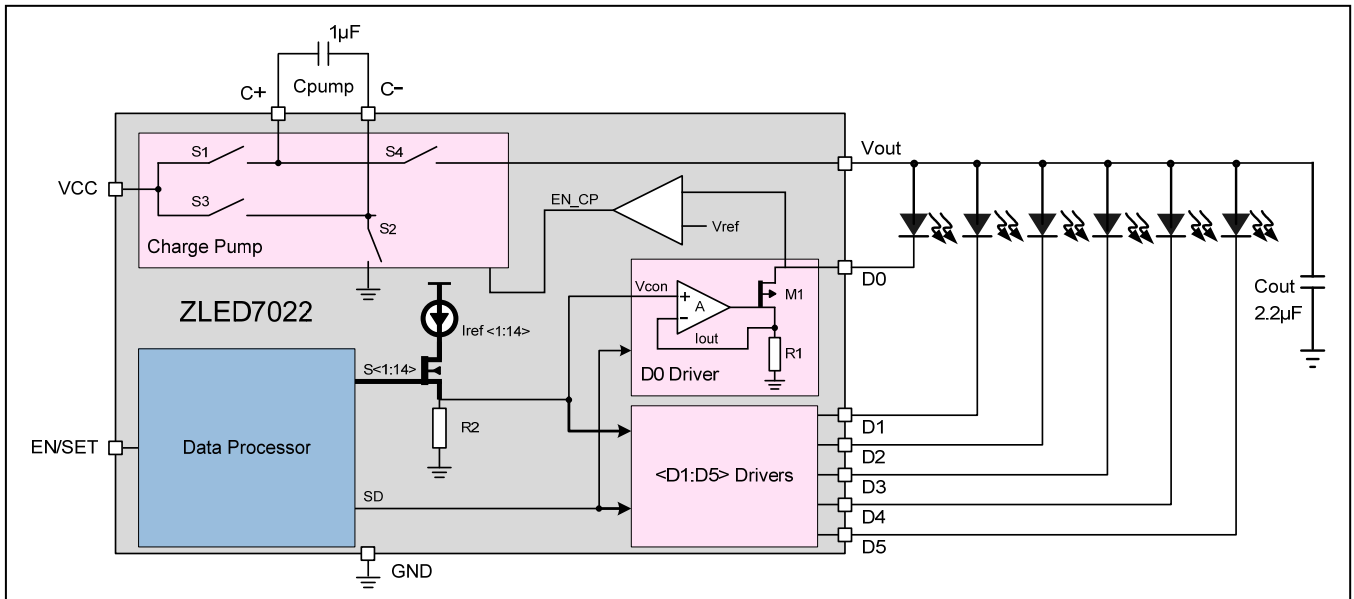 1µF
Cpump
C+
C-
S1
S4
Vout
VCC
S3
EN_CP
S2
Vref
Charge Pump
D0
Vcon
+
A
-
M1
Cout
2.2µF
ZLED7022
Iref <1:14>
Iout
R1
D0 Driver
S<1:14>
R2
D1
EN/SET
Data Processor
D2
<D1:D5> Drivers
D3
SD
D4
D5
GND